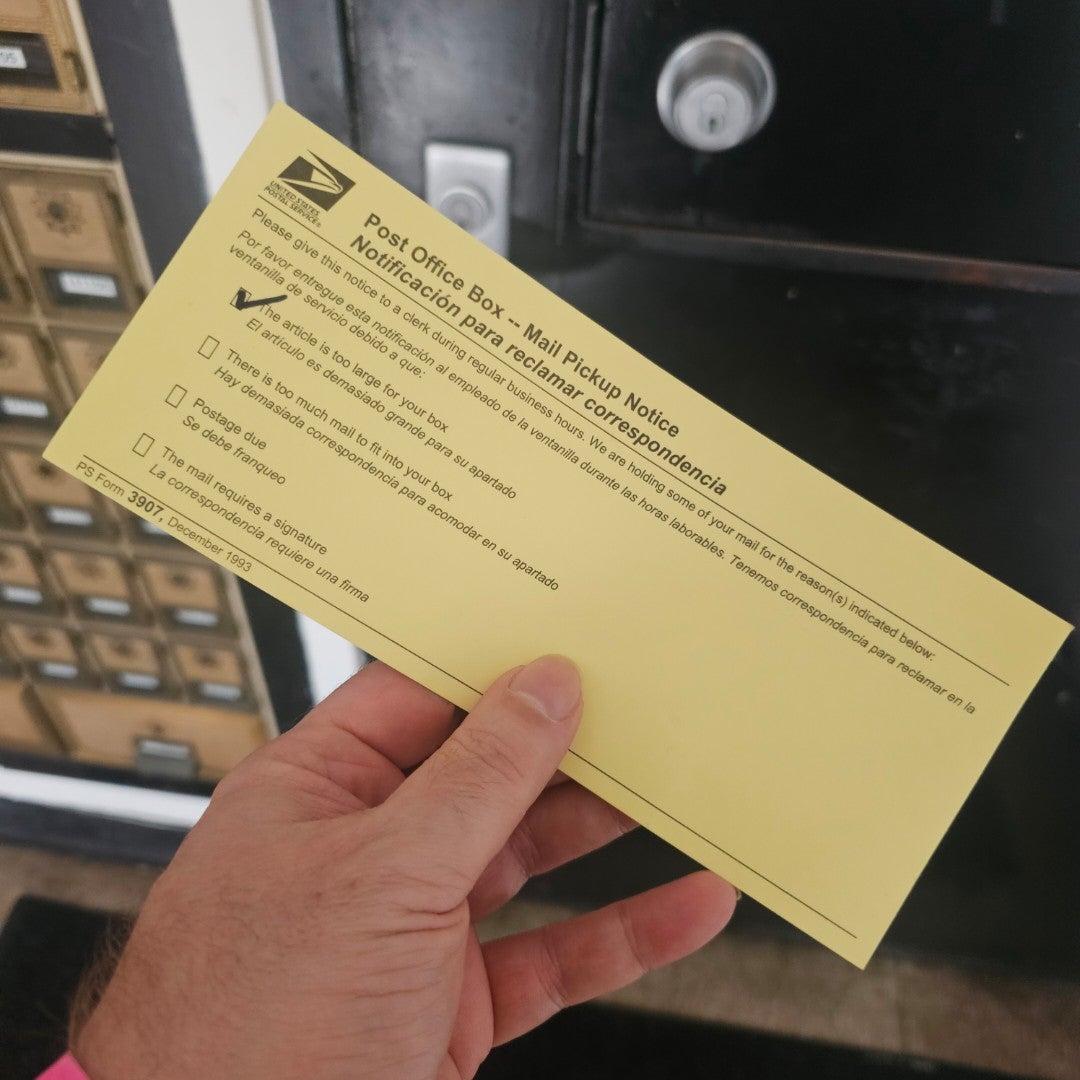 UNITED STATES
POSTAL SERVICE®
Post Office Box -- Mail Pickup Notice
Notificación para reclamar correspondencia
Please give this notice to a clerk during regular business hours. We are holding some of your mail for the reason(s) indicated below:
Por favor entregue esta notificación al empleado de la ventanilla durante las horas laborables. Tenemos correspondencia para reclamar en la
ventanilla de servicio debido a que:
The article is too large for your box
El artículo es demasiado grande para su apartado
There is too much mail to fit into your box
Hay demasiada correspondencia para acomodar en su apartado
Postage due
Se debe franqueo
The mail requires a signature
La correspondencia requiere una firma
PS Form 3907, December 1993